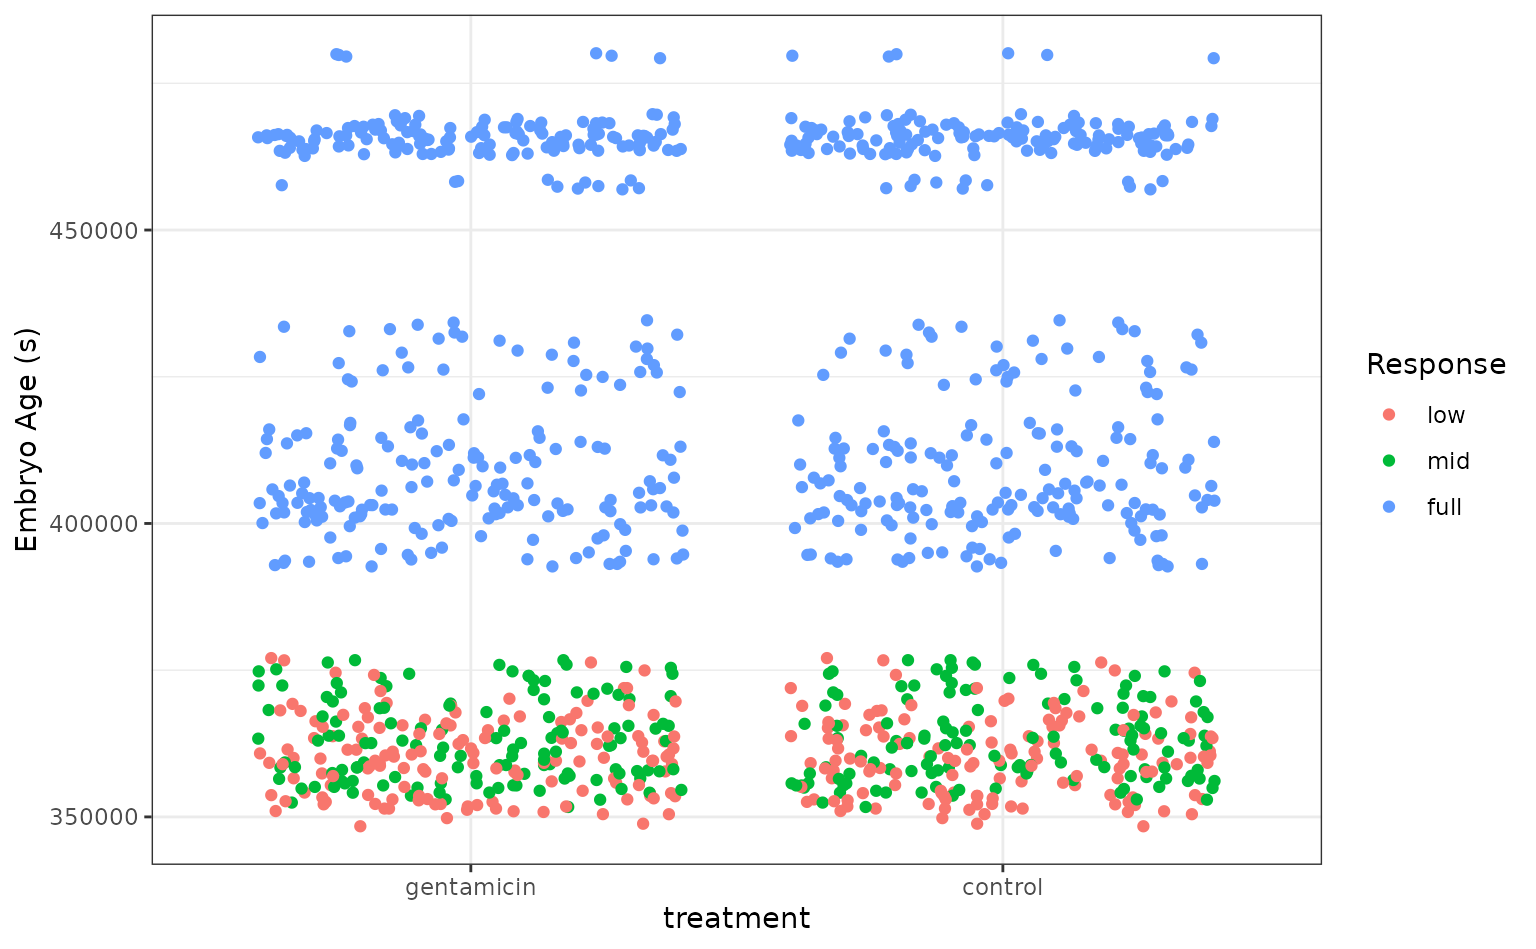 450000
400000
350000
Embryo Age (s)
gentamicin
control
treatment
Response
low
mid
full